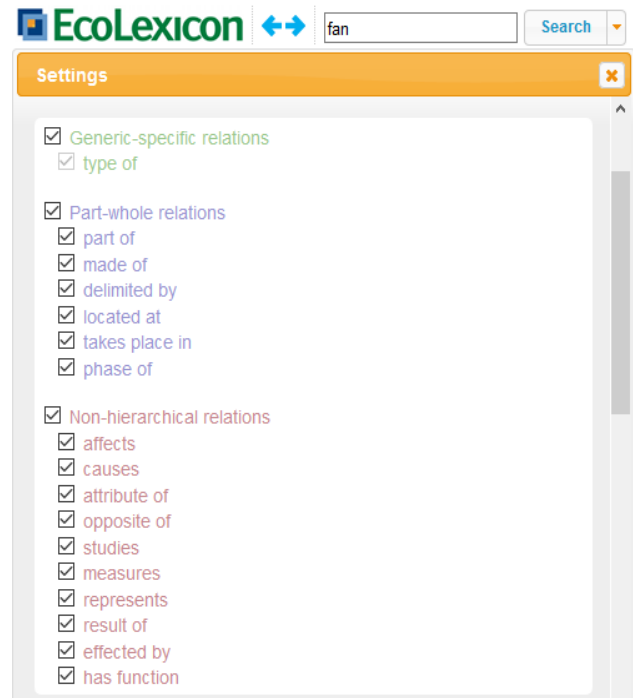 EcoLexicon fan Search
Settings
Generic-specific relations
type of
Part-whole relations
part of
made of
delimited by
located at
takes place in
phase of
Non-hierarchical relations
affects
causes
attribute of
opposite of
studies
measures
represents
result of
effected by
has function